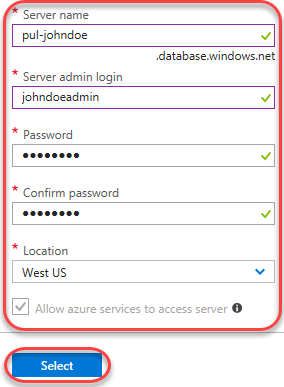 * Server name
pul-johndoe
.database.windows.net
* Server admin login
johndoeadmin
* Password
••••••••
* Confirm password
••••••••
* Location
West US
Allow azure services to access server
Select